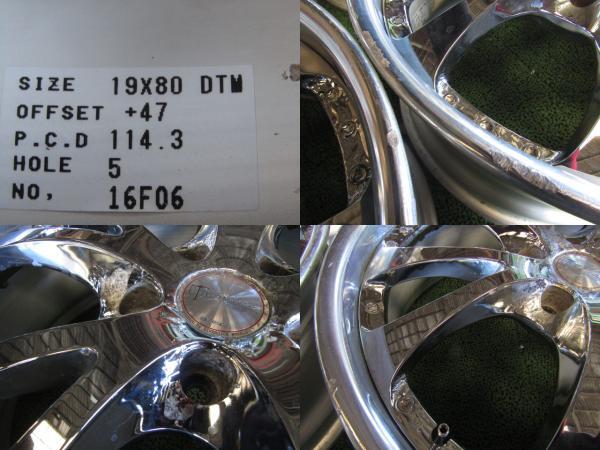 SIZE 19X80 DTM
OFFSET +47
P.C.D 114.3
HOLE 5
NO, 16F06